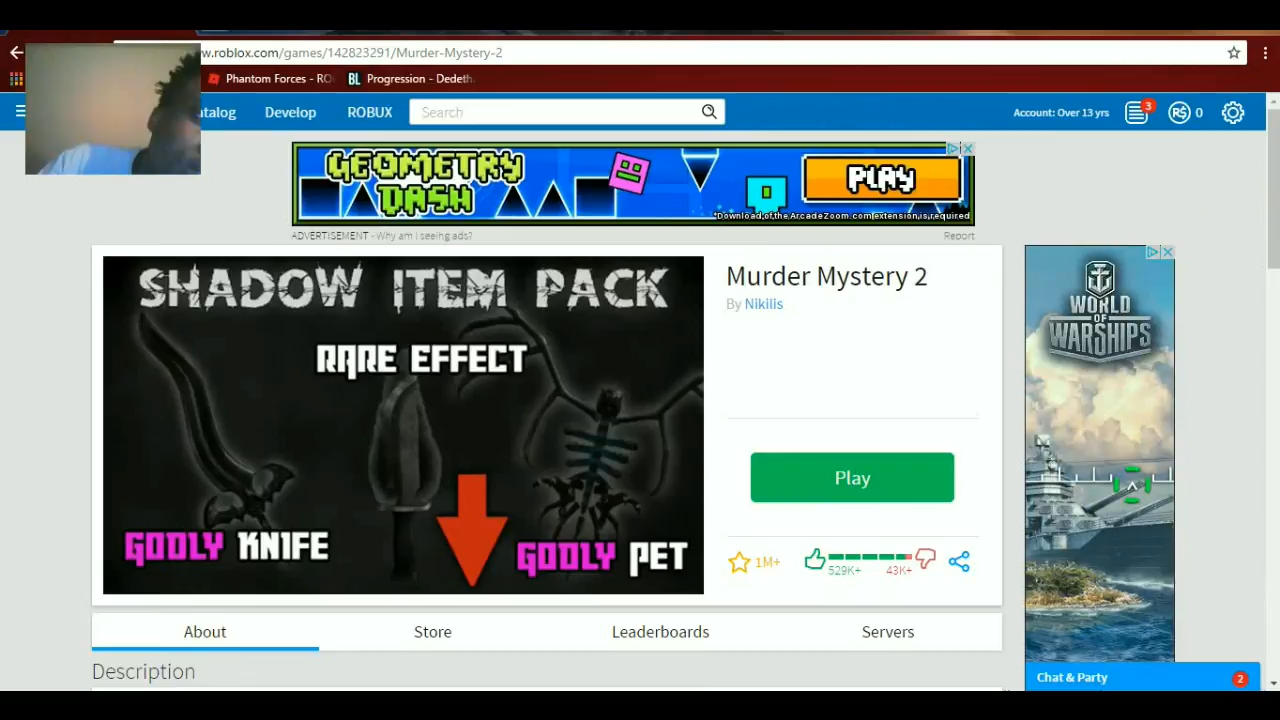 w.roblox.com/games/142823291/Murder-Mystery-2
Phantom Forces - RO
BL Progression - Dedeth
atalog Develop ROBUX Search Account: Over 13 yrs 3 R$ 0
GEOMETRY DASH
PLAY
*Download of the ArcadeZoom.com extension is required
ADVERTISEMENT - Why am I seeing ads? Report
SHADOW ITEM PACK
RARE EFFECT
GODLY KNIFE
GODLY PET
Murder Mystery 2
By Nikilis
Play
1M+ 529K+ 43K+
WORLD OF WARSHIPS
About Store Leaderboards Servers
Description
Chat & Party 2